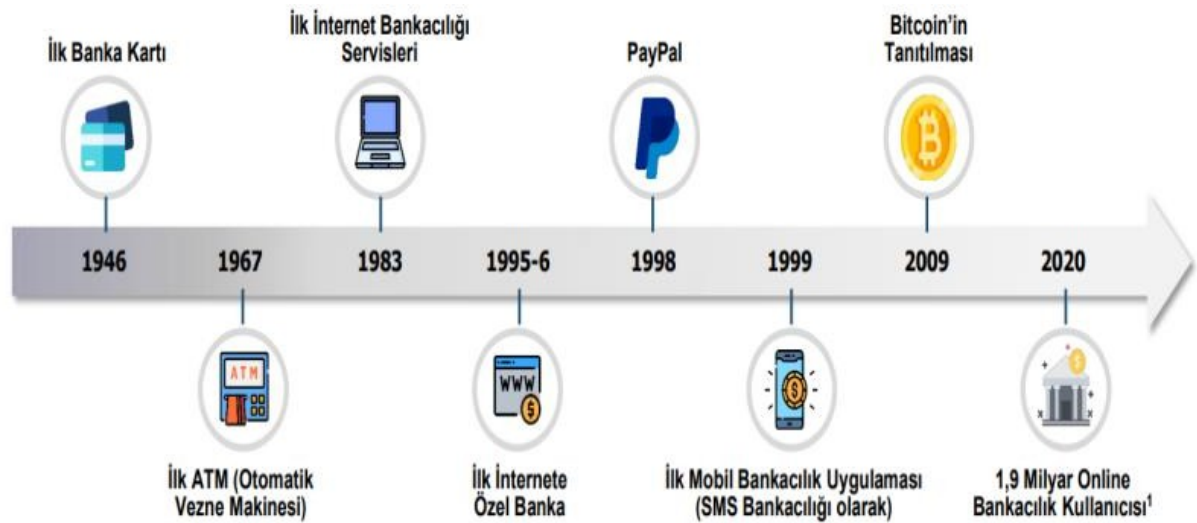 İlk Banka Kartı
İlk İnternet Bankacılığı
Servisleri
PayPal
Bitcoin'in
Tanıtılması
1946 1967 1983 1995-6 1998 1999 2009 2020
ATM
WWW
İlk ATM (Otomatik
Vezne Makinesi)
İlk İnternete
Özel Banka
İlk Mobil Bankacılık Uygulaması
(SMS Bankacılığı olarak)
1,9 Milyar Online
Bankacılık Kullanıcısı¹